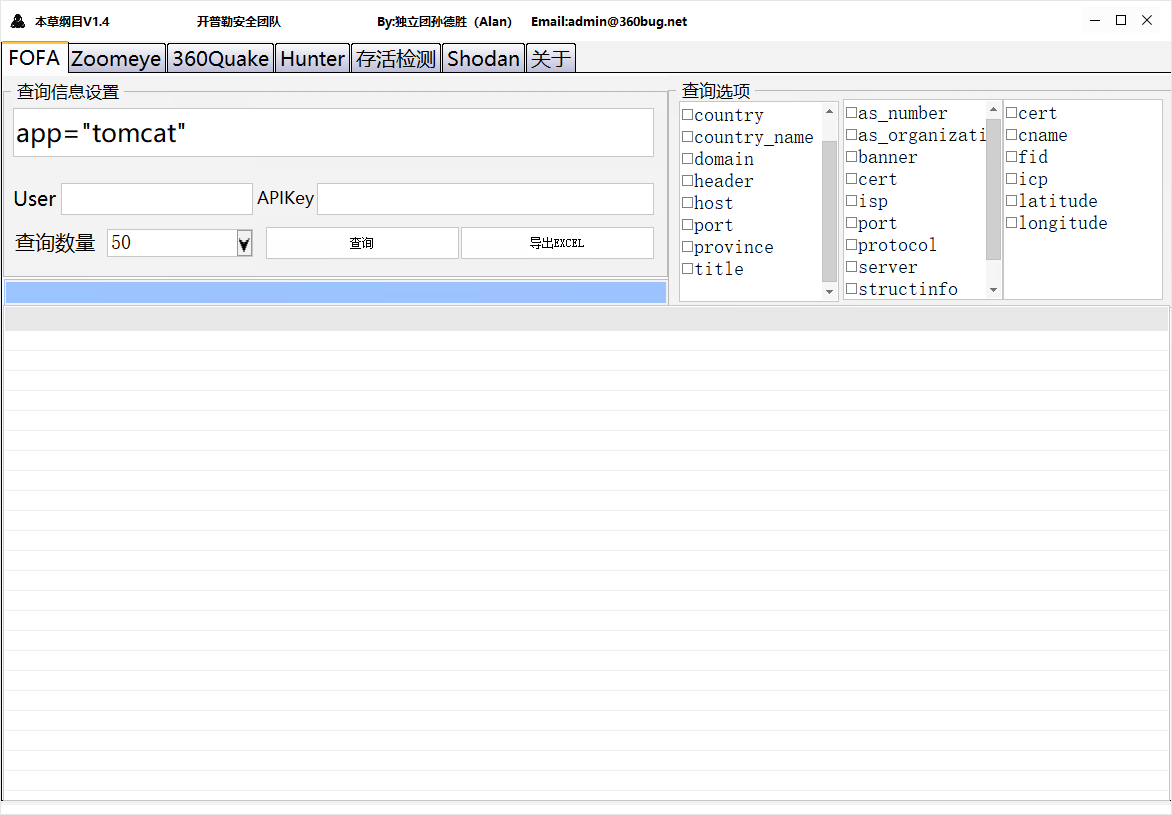 本草纲目V1.4 开普勒安全团队 By:独立团孙德胜（Alan） Email:admin@360bug.net
FOFA Zoomeye 360Quake Hunter 存活检测 Shodan 关于
查询信息设置
app="tomcat"
User APIKey
查询数量 50 查询 导出EXCEL
查询选项
country
country_name
domain
header
host
port
province
title
as_number
as_organizati
banner
cert
isp
port
protocol
server
structinfo
cert
cname
fid
icp
latitude
longitude